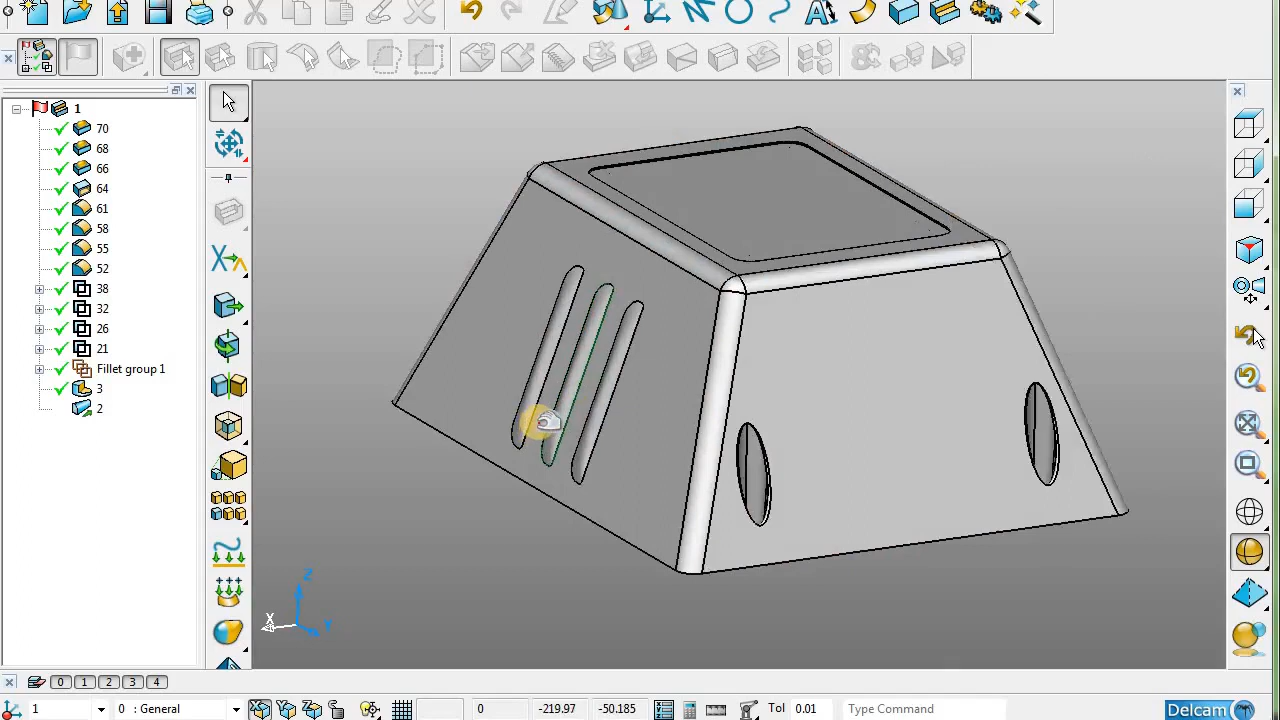 1
70
68
66
64
61
58
55
52
38
32
26
21
Fillet group 1
3
2
Z
X
Y
0 1 2 3 4
1 0 : General 0 -219.97 -50.185 Tol 0.01 Type Command Delcam